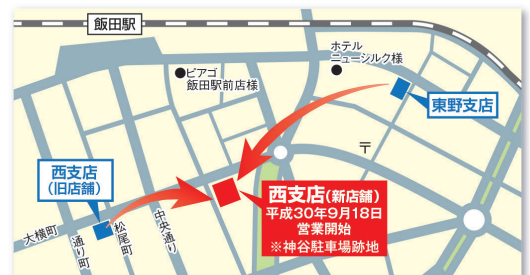 飯田駅
ホテル
ニューシルク様
●ピアゴ
飯田駅前店様
東野支店
〒
西支店
(旧店舗)
西支店(新店舗)
平成30年9月18日
営業開始
※神谷駐車場跡地
大横町
通り町
松尾町
中央通り